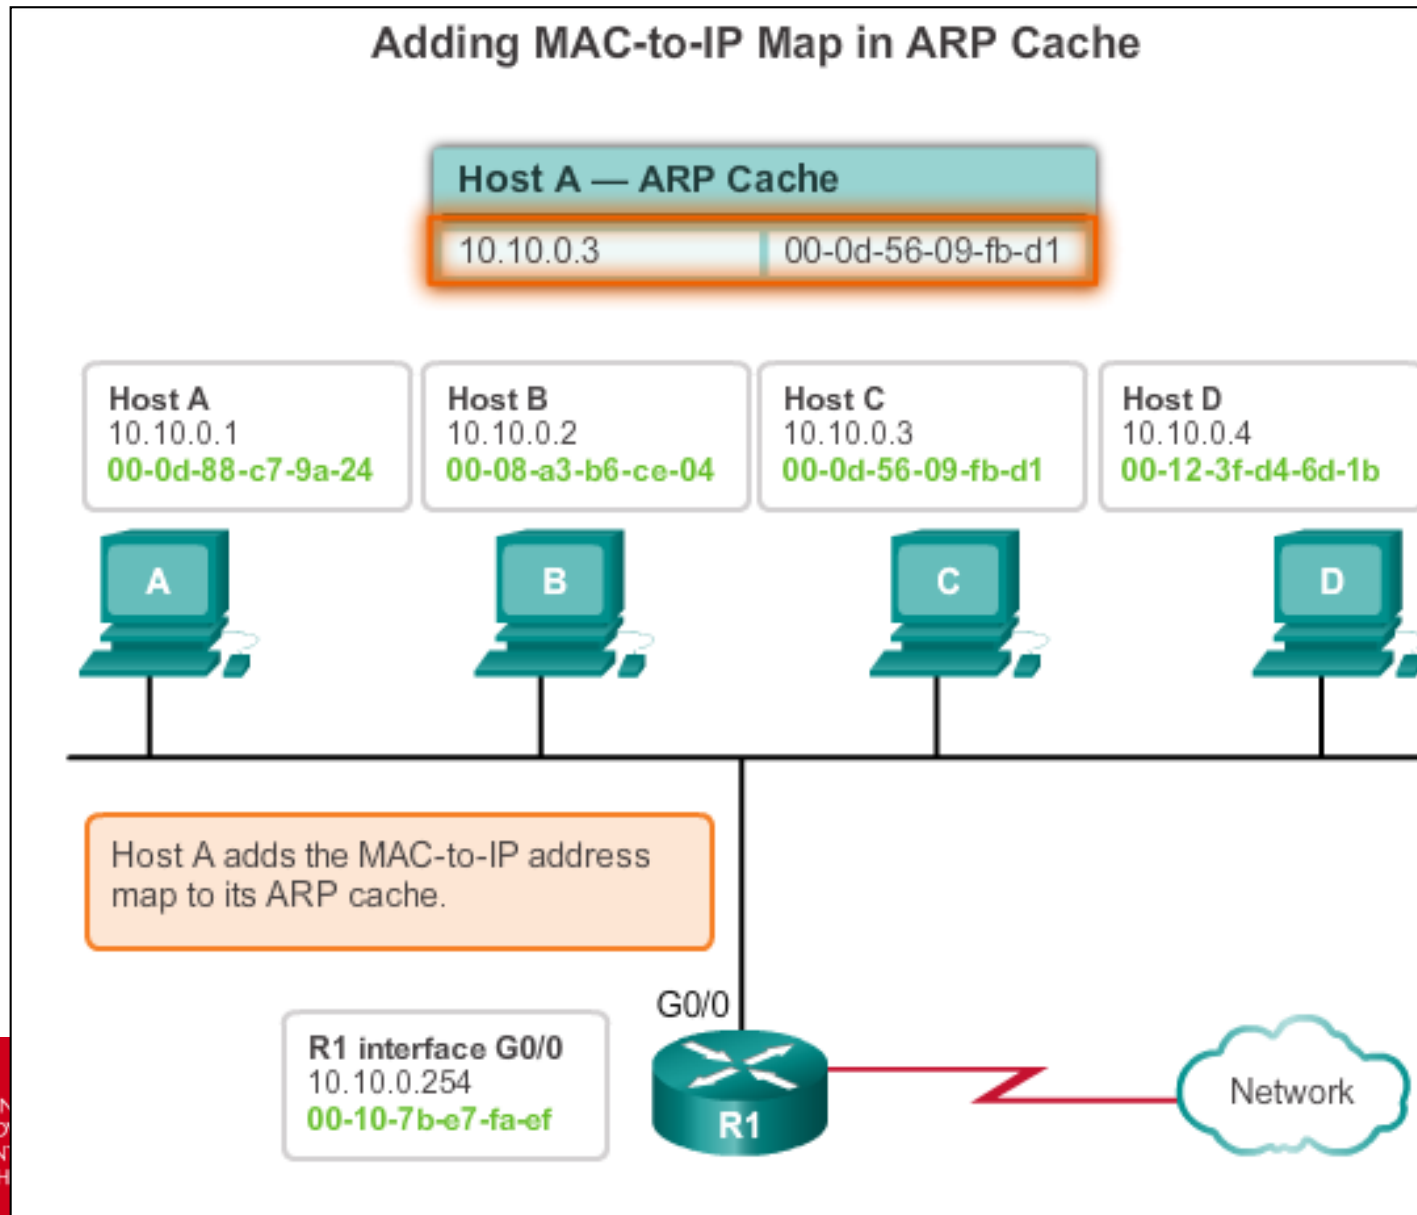 Adding MAC-to-IP Map in ARP Cache
Host A — ARP Cache
10.10.0.3 00-0d-56-09-fb-d1
Host A
10.10.0.1
00-0d-88-c7-9a-24
Host B
10.10.0.2
00-08-a3-b6-ce-04
Host C
10.10.0.3
00-0d-56-09-fb-d1
Host D
10.10.0.4
00-12-3f-d4-6d-1b
A
B
C
D
Host A adds the MAC-to-IP address
map to its ARP cache.
G0/0
R1 interface G0/0
10.10.0.254
00-10-7b-e7-fa-ef
R1
Network